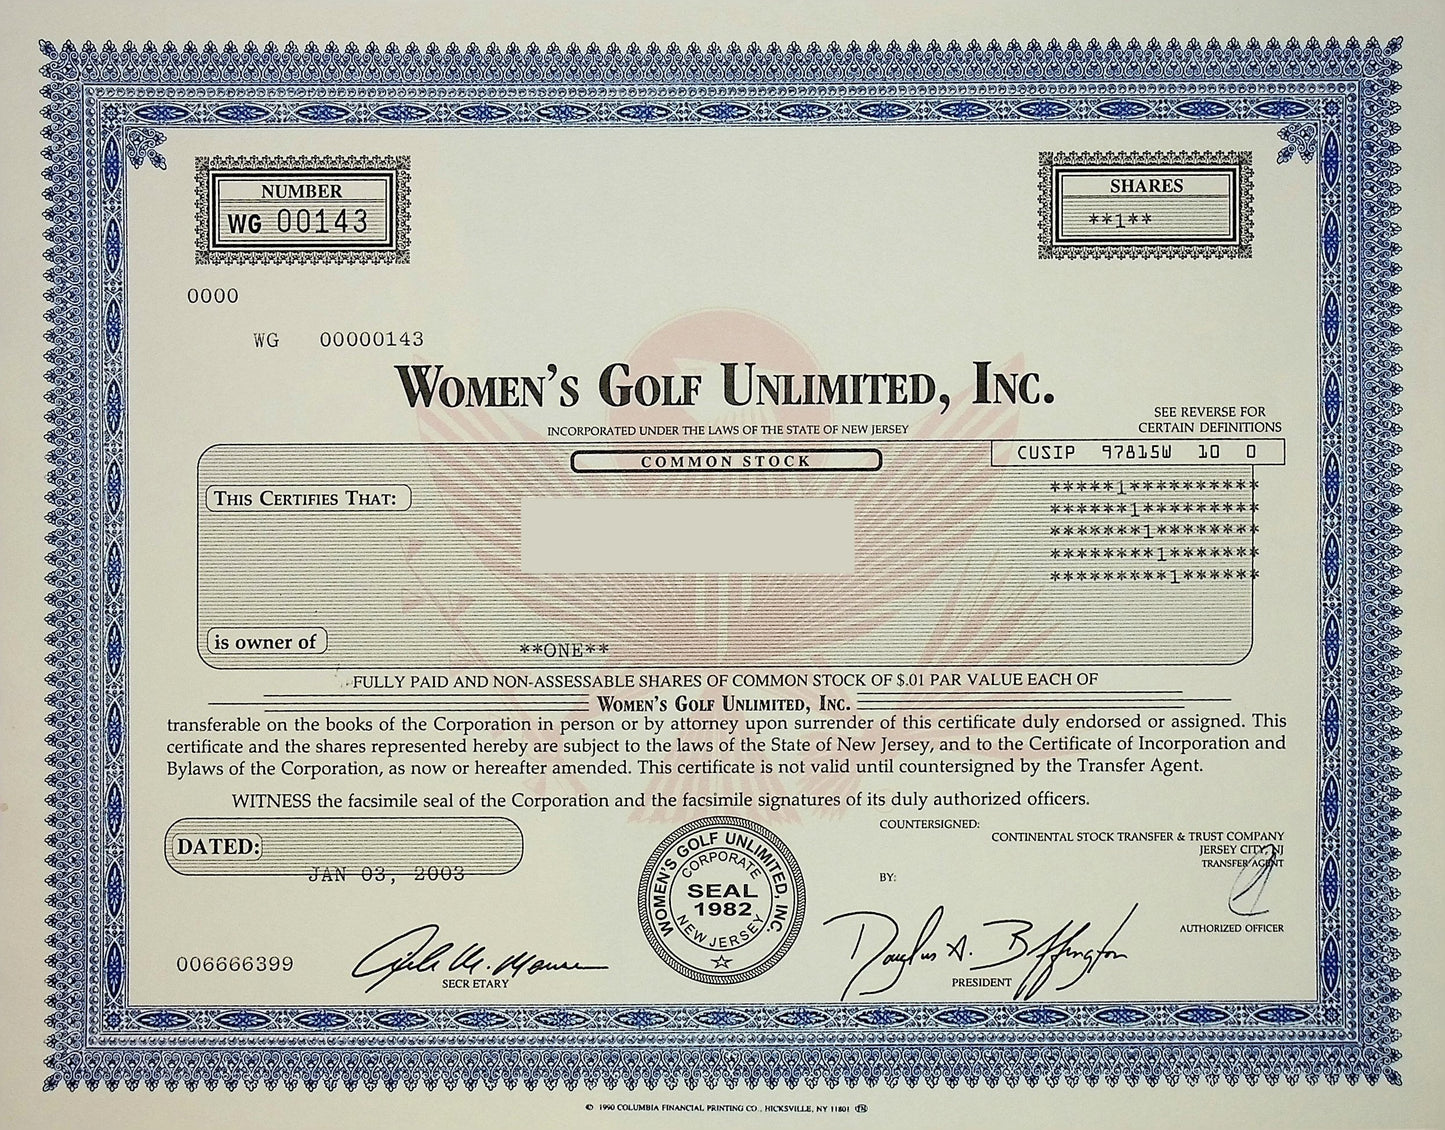 NUMBER
WG 00143
SHARES
**1**
0000
WG 00000143
WOMEN'S GOLF UNLIMITED, INC.
INCORPORATED UNDER THE LAWS OF THE STATE OF NEW JERSEY
SEE REVERSE FOR
CERTAIN DEFINITIONS
COMMON STOCK
CUSIP 97815W 10 0
THIS CERTIFIES THAT:
*****1**********
******1*********
*******1********
********1*******
*********1******
is owner of
**ONE**
FULLY PAID AND NON-ASSESSABLE SHARES OF COMMON STOCK OF $.01 PAR VALUE EACH OF
WOMEN'S GOLF UNLIMITED, INC.
transferable on the books of the Corporation in person or by attorney upon surrender of this certificate duly endorsed or assigned. This
certificate and the shares represented hereby are subject to the laws of the State of New Jersey, and to the Certificate of Incorporation and
Bylaws of the Corporation, as now or hereafter amended. This certificate is not valid until countersigned by the Transfer Agent.
WITNESS the facsimile seal of the Corporation and the facsimile signatures of its duly authorized officers.
DATED:
JAN 03, 2003
WOMEN'S GOLF UNLIMITED, INC.
CORPORATE
SEAL
1982
NEW JERSEY
COUNTERSIGNED:
CONTINENTAL STOCK TRANSFER & TRUST COMPANY
JERSEY CITY, NJ
TRANSFER AGENT
BY:
AUTHORIZED OFFICER
006666399
SECRETARY
Douglas A. Buffington
PRESIDENT
© 1990 COLUMBIA FINANCIAL PRINTING CO., HICKSVILLE, NY 11801